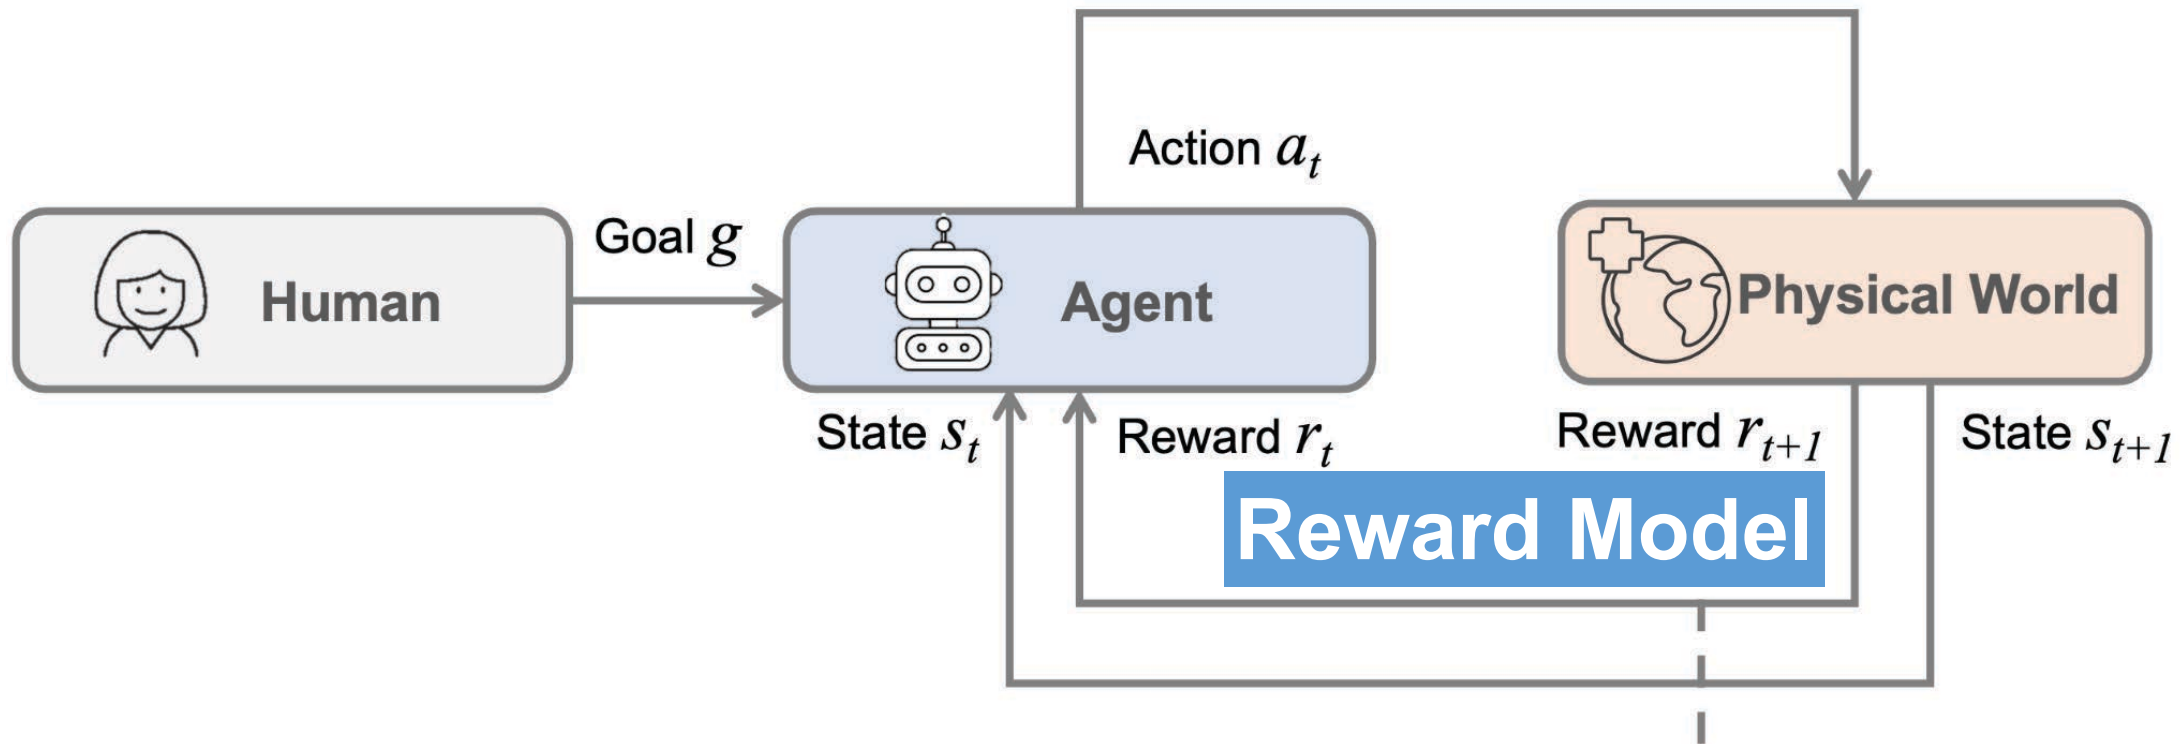 Action a_t
Human
Goal g
Agent
Physical World
State s_t
Reward r_t
Reward r_{t+1}
State s_{t+1}
Reward Model